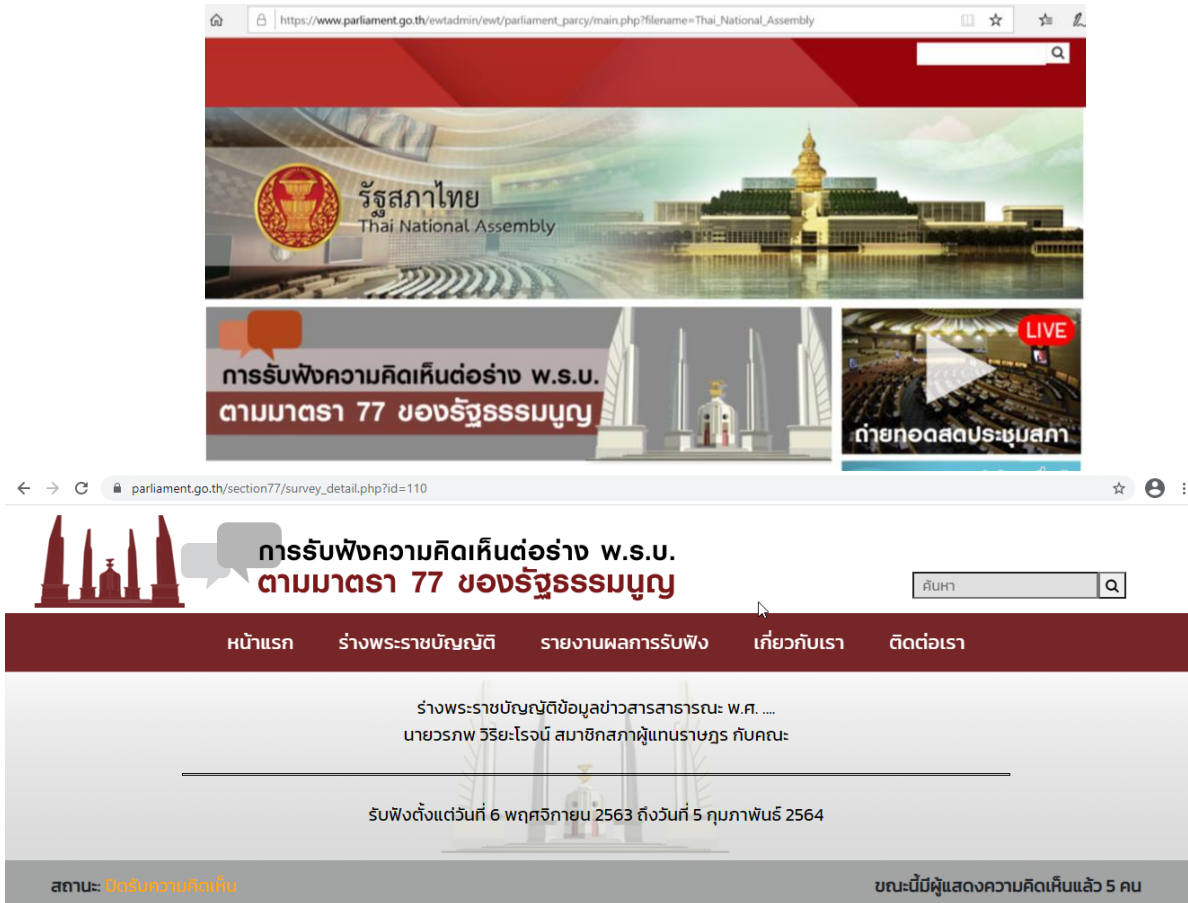 https://www.parliament.go.th/ewtadmin/ewt/parliament_parcy/main.php?filename=Thai_National_Assembly
รัฐสภาไทย
Thai National Assembly
การรับฟังความคิดเห็นต่อร่าง พ.ร.บ.
ตามมาตรา 77 ของรัฐธรรมนูญ
LIVE
ถ่ายทอดสดประชุมสภา
parliament.go.th/section77/survey_detail.php?id=110
การรับฟังความคิดเห็นต่อร่าง พ.ร.บ.
ตามมาตรา 77 ของรัฐธรรมนูญ
ค้นหา
หน้าแรก ร่างพระราชบัญญัติ รายงานผลการรับฟัง เกี่ยวกับเรา ติดต่อเรา
ร่างพระราชบัญญัติข้อมูลข่าวสารสาธารณะ พ.ศ. ....
นายวรภพ วิริยะโรจน์ สมาชิกสภาผู้แทนราษฎร กับคณะ
รับฟังตั้งแต่วันที่ 6 พฤศจิกายน 2563 ถึงวันที่ 5 กุมภาพันธ์ 2564
สถานะ: ปิดรับความคิดเห็น
ขณะนี้มีผู้แสดงความคิดเห็นแล้ว 5 คน